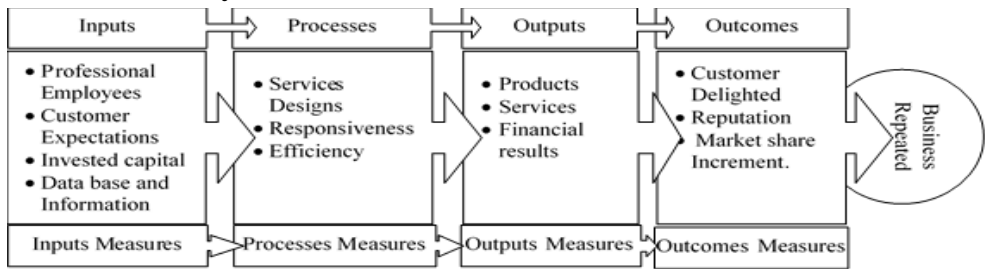 Inputs
Processes
Outputs
Outcomes
• Professional
Employees
• Customer
Expectations
• Invested capital
• Data base and
Information
• Services
Designs
• Responsiveness
• Efficiency
• Products
• Services
• Financial
results
• Customer
Delighted
• Reputation
• Market share
Increment.
Business
Repeated
Inputs Measures
Processes Measures
Outputs Measures
Outcomes Measures